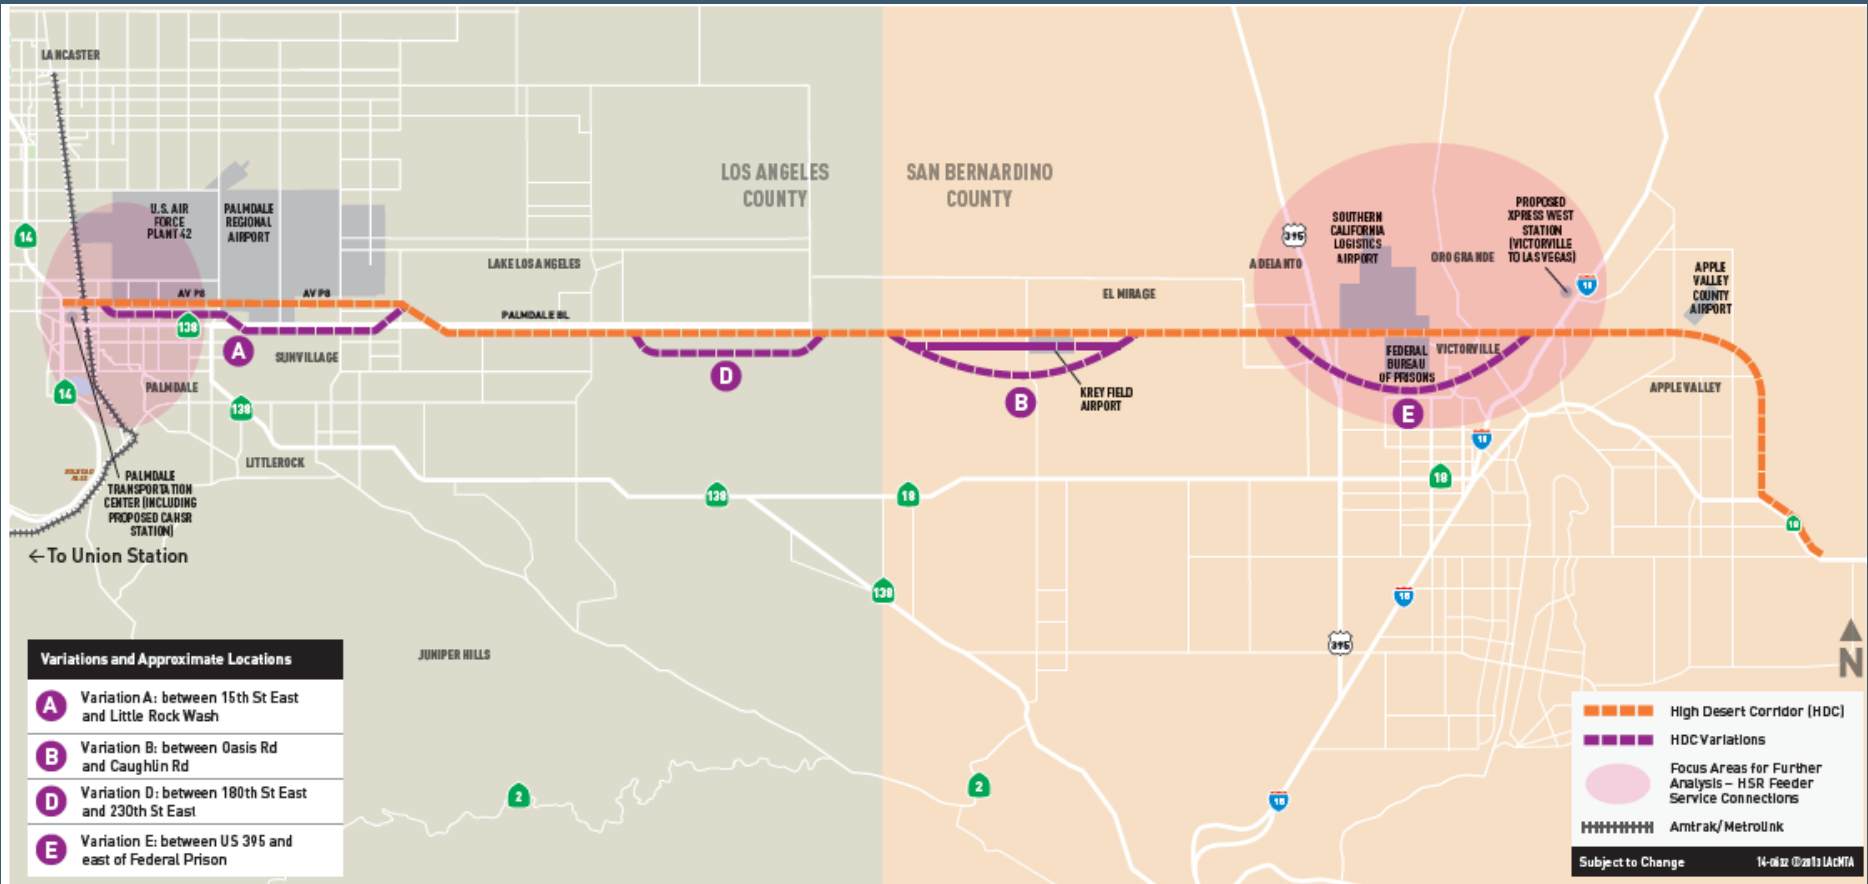 LANCASTER
LOS ANGELES
COUNTY
SAN BERNARDINO
COUNTY
U.S. AIR
FORCE
PLANT 42
PALMDALE
REGIONAL
AIRPORT
14
395
SOUTHERN
CALIFORNIA
LOGISTICS
AIRPORT
PROPOSED
XPRESS WEST
STATION
(VICTORVILLE
TO LAS VEGAS)
ORO GRANDE
ADELANTO
LAKE LOS ANGELES
15
APPLE
VALLEY
COUNTY
AIRPORT
AV P8
AV P8
EL MIRAGE
PALMDALE BL
138
A
SUNVILLAGE
D
B
KREY FIELD
AIRPORT
FEDERAL
BUREAU
OF PRISONS
VICTORVILLE
E
APPLE VALLEY
14
PALMDALE
138
15
LITTLEROCK
PALMDALE
TRANSPORTATION
CENTER (INCLUDING
PROPOSED CAHSR
STATION)
138
18
18
18
←To Union Station
138
15
395
JUNIPER HILLS
2
2
15
N
Variations and Approximate Locations
A Variation A: between 15th St East
and Little Rock Wash
B Variation B: between Oasis Rd
and Caughlin Rd
D Variation D: between 180th St East
and 230th St East
E Variation E: between US 395 and
east of Federal Prison
High Desert Corridor (HDC)
HDC Variations
Focus Areas for Further
Analysis – HSR Feeder
Service Connections
Amtrak/Metrolink
Subject to Change
14-0632 ©2013 LACMTA